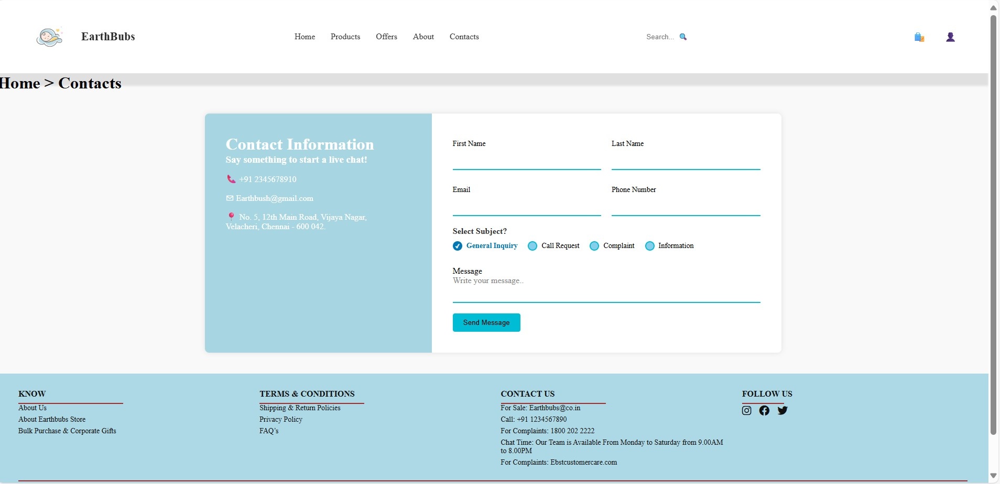 EarthBubs
Home Products Offers About Contacts
Search...
Home > Contacts
Contact Information
Say something to start a live chat!
+91 2345678910
Earthbush@gmail.com
No. 5, 12th Main Road, Vijaya Nagar,
Velacheri, Chennai - 600 042.
First Name Last Name
Email Phone Number
Select Subject?
General Inquiry Call Request Complaint Information
Message
Write your message..
Send Message
KNOW
About Us
About Earthbubs Store
Bulk Purchase & Corporate Gifts
TERMS & CONDITIONS
Shipping & Return Policies
Privacy Policy
FAQ’s
CONTACT US
For Sale: Earthbubs@co.in
Call: +91 1234567890
For Complaints: 1800 202 2222
Chat Time: Our Team is Available From Monday to Saturday from 9.00AM
to 8.00PM
For Complaints: Ebstcustomercare.com
FOLLOW US